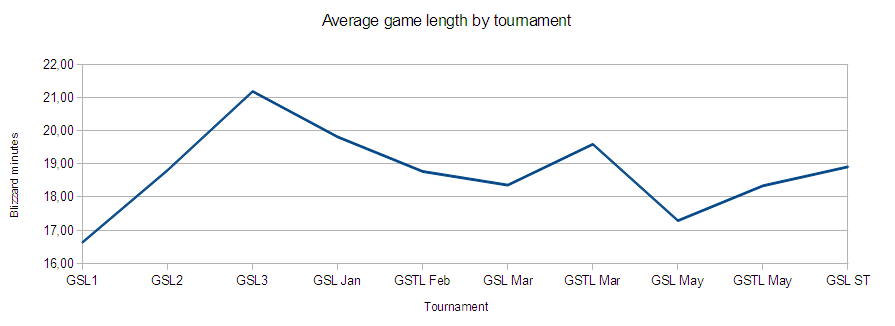 Average game length by tournament
22,00
21,00
20,00
19,00
18,00
17,00
16,00
Blizzard minutes
GSL1 GSL2 GSL3 GSL Jan GSTL Feb GSL Mar GSTL Mar GSL May GSTL May GSL ST
Tournament